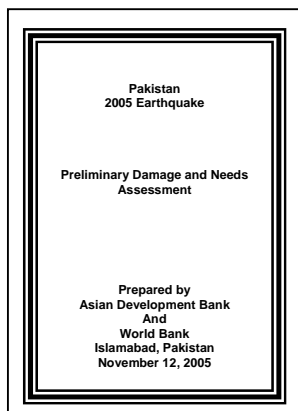 Pakistan
2005 Earthquake
Preliminary Damage and Needs
Assessment
Prepared by
Asian Development Bank
And
World Bank
Islamabad, Pakistan
November 12, 2005